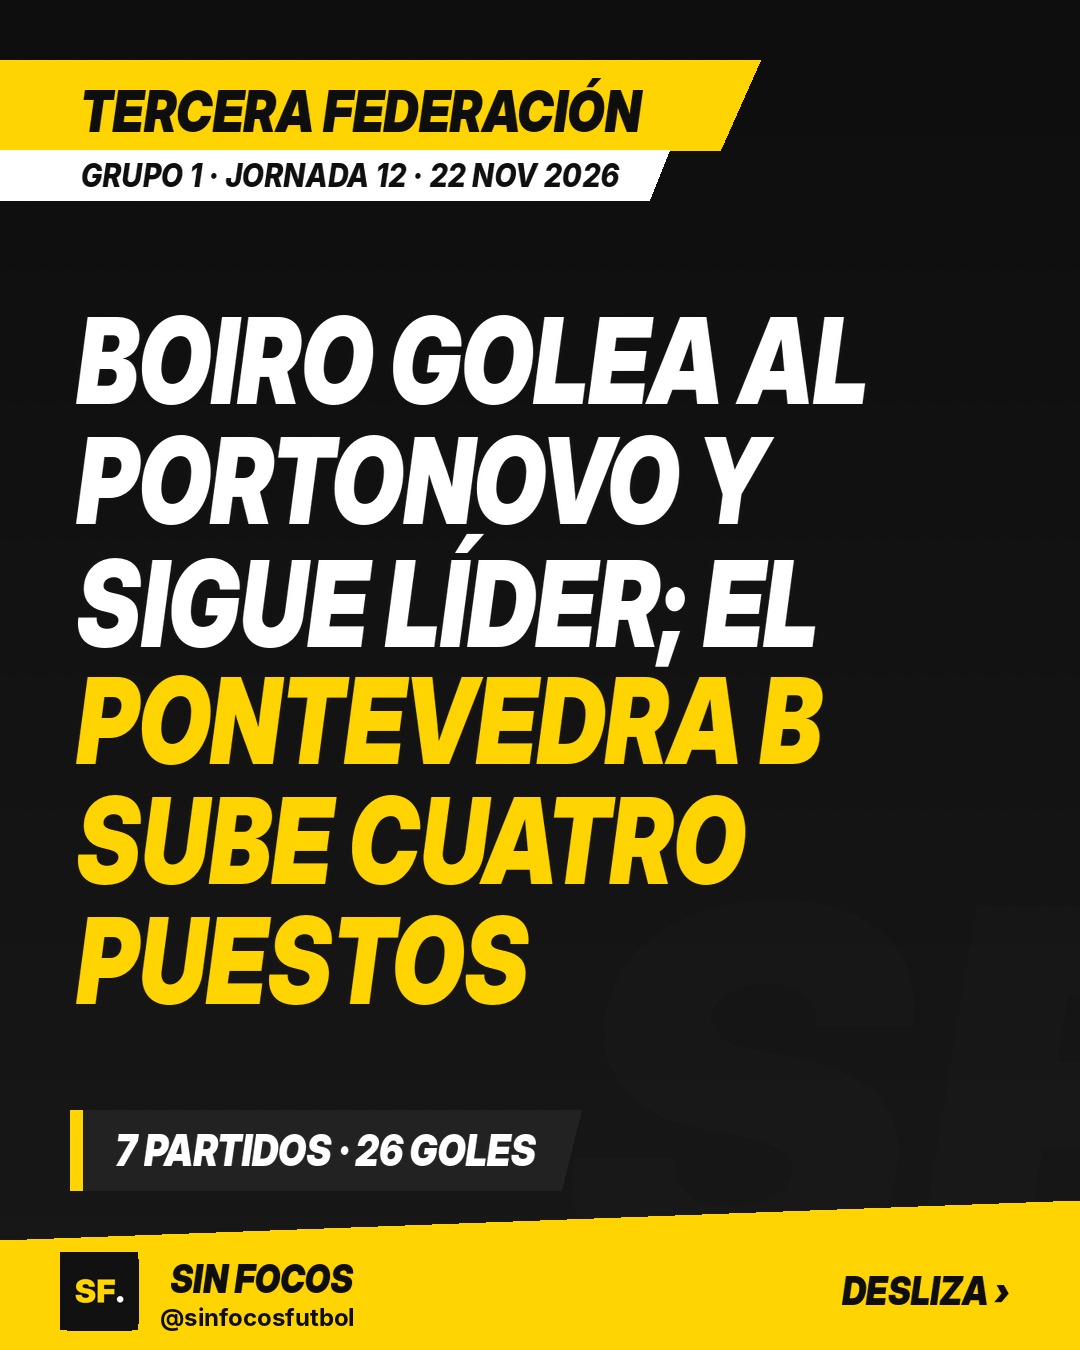 TERCERA FEDERACIÓN
GRUPO 1 · JORNADA 12 · 22 NOV 2026
BOIRO GOLEA AL
PORTONOVO Y
SIGUE LÍDER; EL
PONTEVEDRA B
SUBE CUATRO
PUESTOS
7 PARTIDOS · 26 GOLES
SF.
SIN FOCOS
@sinfocosfutbol
DESLIZA ›